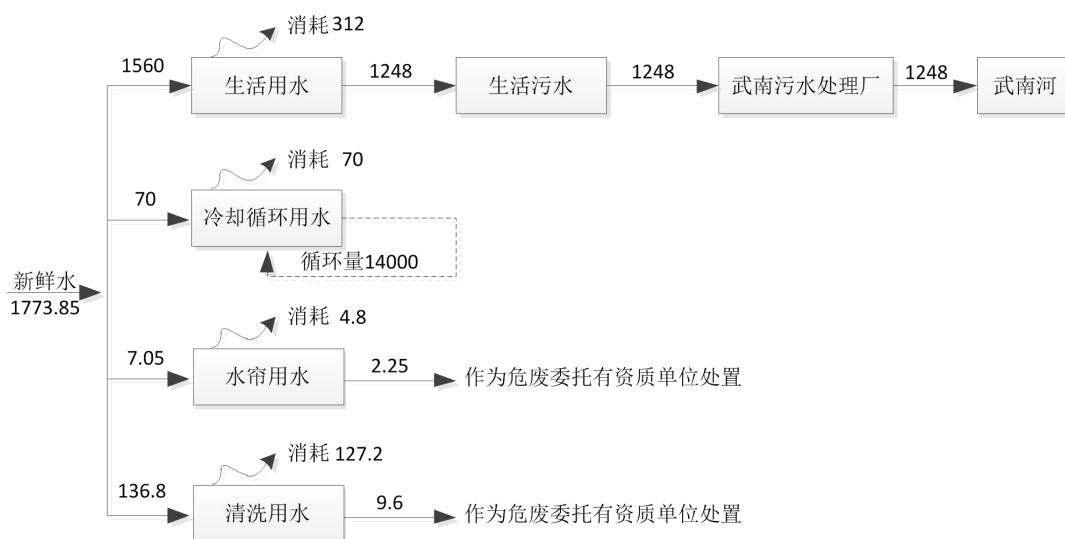 消耗 312
1560
生活用水
1248
生活污水
1248
武南污水处理厂
1248
武南河
消耗 70
70
冷却循环用水
循环量14000
新鲜水
1773.85
消耗 4.8
7.05
水帘用水
2.25
作为危废委托有资质单位处置
消耗 127.2
136.8
清洗用水
9.6
作为危废委托有资质单位处置